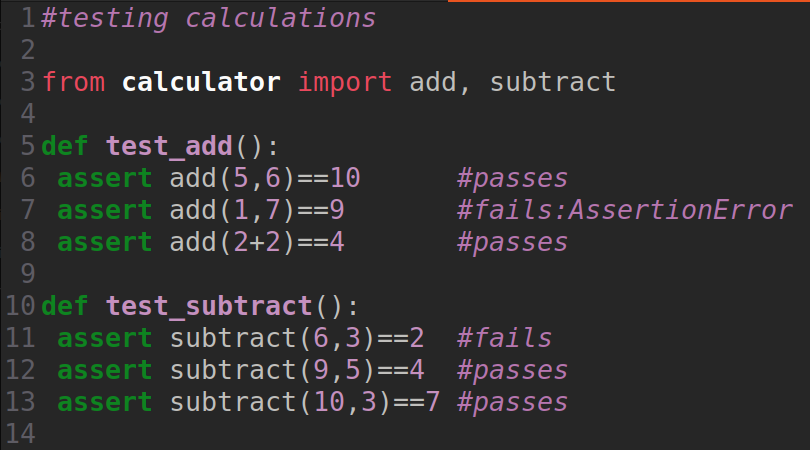 1 #testing calculations
2
3 from calculator import add, subtract
4
5 def test_add():
6  assert add(5,6)==10      #passes
7  assert add(1,7)==9       #fails:AssertionError
8  assert add(2+2)==4       #passes
9
10 def test_subtract():
11  assert subtract(6,3)==2  #fails
12  assert subtract(9,5)==4  #passes
13  assert subtract(10,3)==7 #passes
14